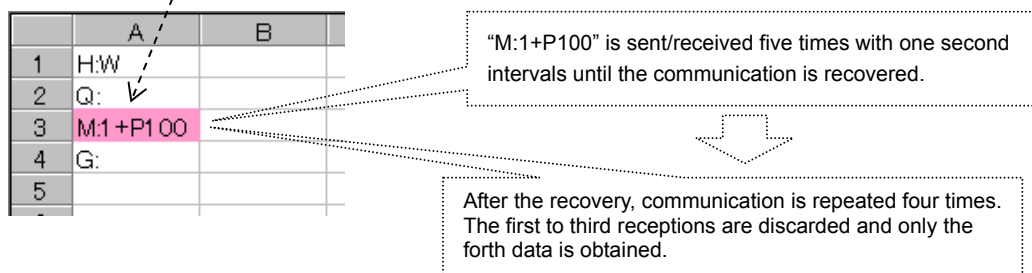 A B
1 H:W
2 Q:
3 M:1+P100
4 G:
5
“M:1+P100” is sent/received five times with one second
intervals until the communication is recovered.
After the recovery, communication is repeated four times.
The first to third receptions are discarded and only the
forth data is obtained.